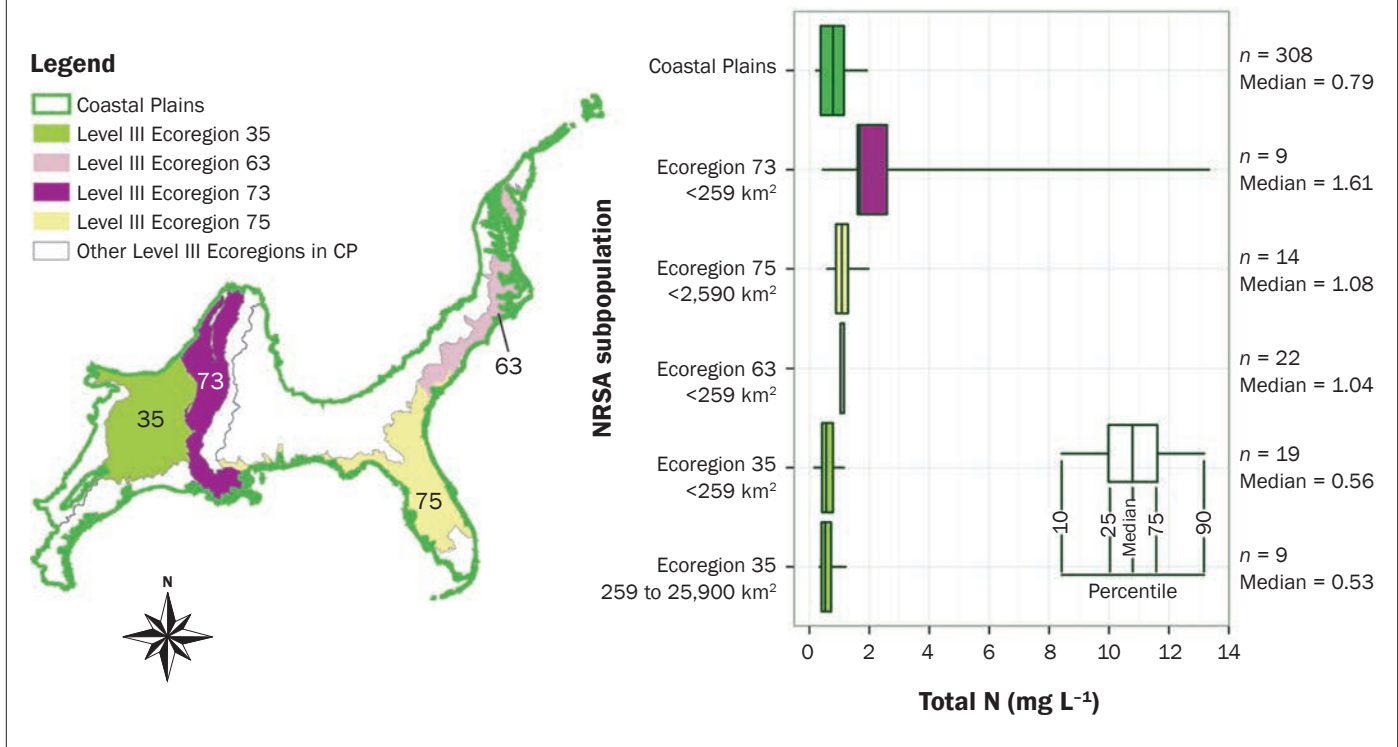 Legend
Coastal Plains
Level III Ecoregion 35
Level III Ecoregion 63
Level III Ecoregion 73
Level III Ecoregion 75
Other Level III Ecoregions in CP
73
35
63
75
N
NRSA subpopulation
Coastal Plains
n = 308
Median = 0.79
Ecoregion 73
<259 km²
n = 9
Median = 1.61
Ecoregion 75
<2,590 km²
n = 14
Median = 1.08
Ecoregion 63
<259 km²
n = 22
Median = 1.04
Ecoregion 35
<259 km²
n = 19
Median = 0.56
Ecoregion 35
259 to 25,900 km²
n = 9
Median = 0.53
10
25
Median
75
90
Percentile
0 2 4 6 8 10 12 14
Total N (mg L⁻¹)